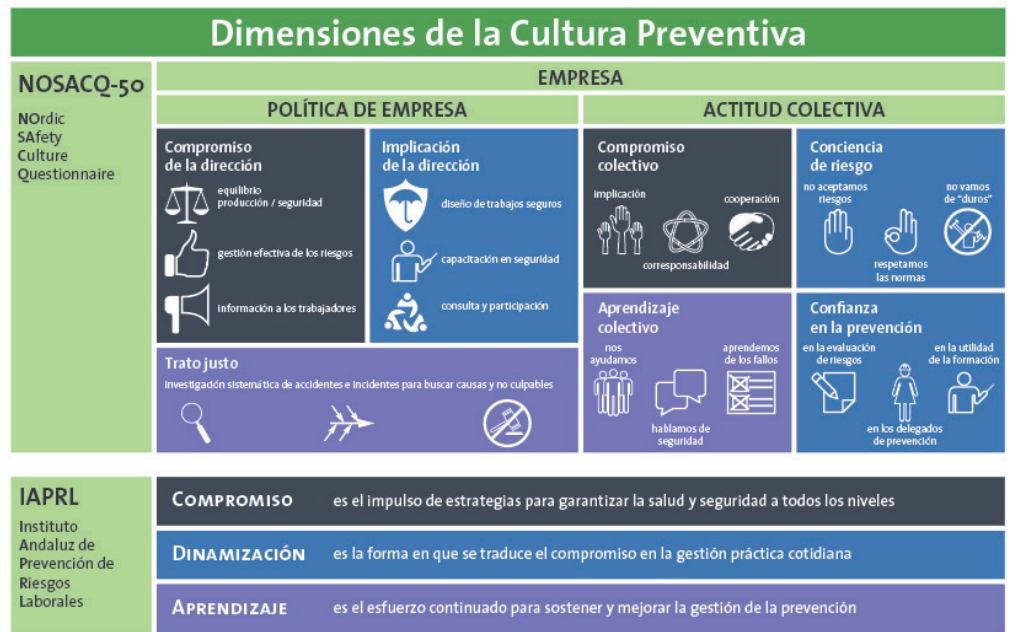 Dimensiones de la Cultura Preventiva
NOSACQ-50
NOrdic
SAfety
Culture
Questionnaire
EMPRESA
POLÍTICA DE EMPRESA
ACTITUD COLECTIVA
Compromiso
de la dirección
equilibrio
producción / seguridad
gestión efectiva de los riesgos
información a los trabajadores
Implicación
de la dirección
diseño de trabajos seguros
capacitación en seguridad
consulta y participación
Trato justo
Investigación sistemática de accidentes e incidentes para buscar causas y no culpables
Compromiso
colectivo
implicación
cooperación
corresponsabilidad
Conciencia
de riesgo
no aceptamos
riesgos
no vamos
de "duros"
respetamos
las normas
Aprendizaje
colectivo
nos
ayudamos
aprendemos
de los fallos
hablamos de
seguridad
Confianza
en la prevención
en la evaluación
de riesgos
en la utilidad
de la formación
en los delegados
de prevención
IAPRL
Instituto
Andaluz de
Prevención de
Riesgos
Laborales
COMPROMISO es el impulso de estrategias para garantizar la salud y seguridad a todos los niveles
DINAMIZACIÓN es la forma en que se traduce el compromiso en la gestión práctica cotidiana
APRENDIZAJE es el esfuerzo continuado para sostener y mejorar la gestión de la prevención